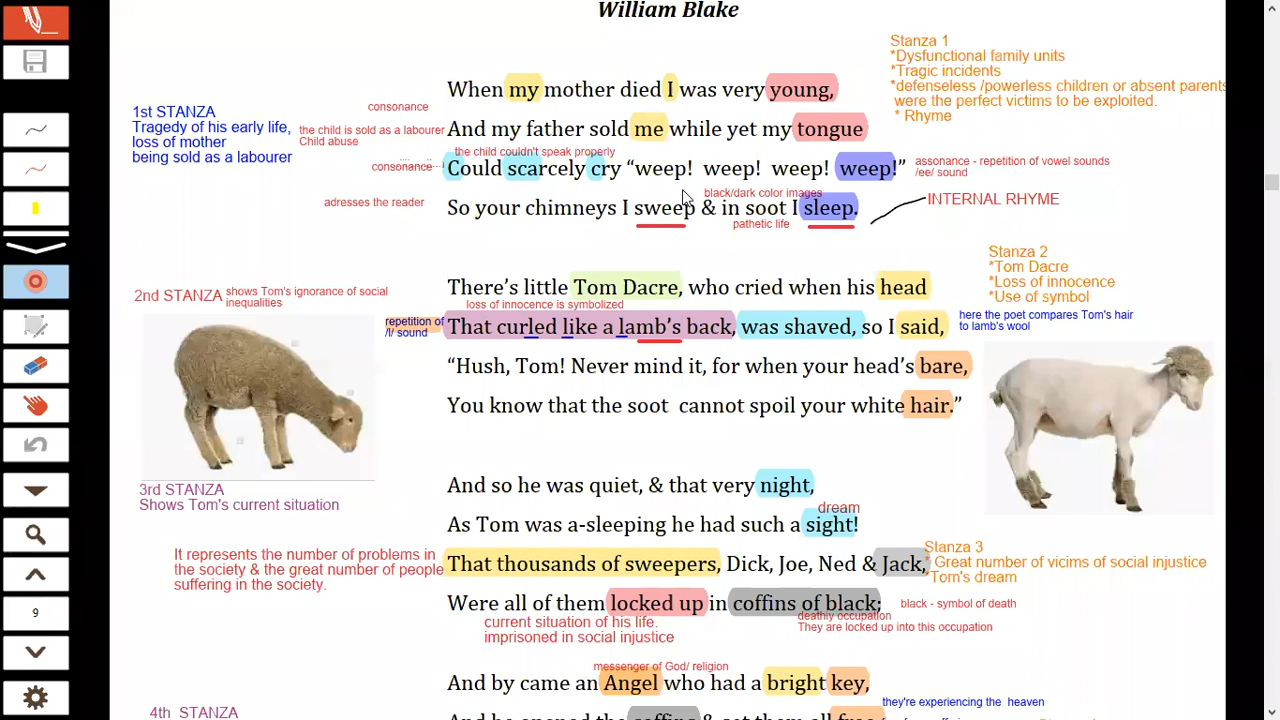 William Blake
Stanza 1
*Dysfunctional family units
*Tragic incidents
*defenseless /powerless children or absent parents
were the perfect victims to be exploited.
* Rhyme
1st STANZA
Tragedy of his early life,
loss of mother
being sold as a labourer
consonance
When my mother died I was very young,
the child is sold as a labourer
Child abuse
And my father sold me while yet my tongue
the child couldn't speak properly
consonance
Could scarcely cry “weep! weep! weep! weep!”
assonance - repetition of vowel sounds
/ee/ sound
black/dark color images
adresses the reader
So your chimneys I sweep & in soot I sleep.
INTERNAL RHYME
pathetic life
Stanza 2
*Tom Dacre
*Loss of innocence
*Use of symbol
2nd STANZA
shows Tom's ignorance of social
inequalities
There’s little Tom Dacre, who cried when his head
loss of innocence is symbolized
repetition of
/l/ sound
That curled like a lamb’s back, was shaved, so I said,
here the poet compares Tom's hair
to lamb's wool
“Hush, Tom! Never mind it, for when your head’s bare,
You know that the soot cannot spoil your white hair.”
3rd STANZA
Shows Tom's current situation
And so he was quiet, & that very night,
dream
As Tom was a-sleeping he had such a sight!
It represents the number of problems in
the society & the great number of people
suffering in the society.
That thousands of sweepers, Dick, Joe, Ned & Jack,
Stanza 3
* Great number of vicims of social injustice
*Tom's dream
Were all of them locked up in coffins of black;
black - symbol of death
deathly occupation
They are locked up into this occupation
current situation of his life.
imprisoned in social injustice
9
messenger of God/ religion
And by came an Angel who had a bright key,
they're experiencing the heaven
4th STANZA
And he opened the coffins & set them all free